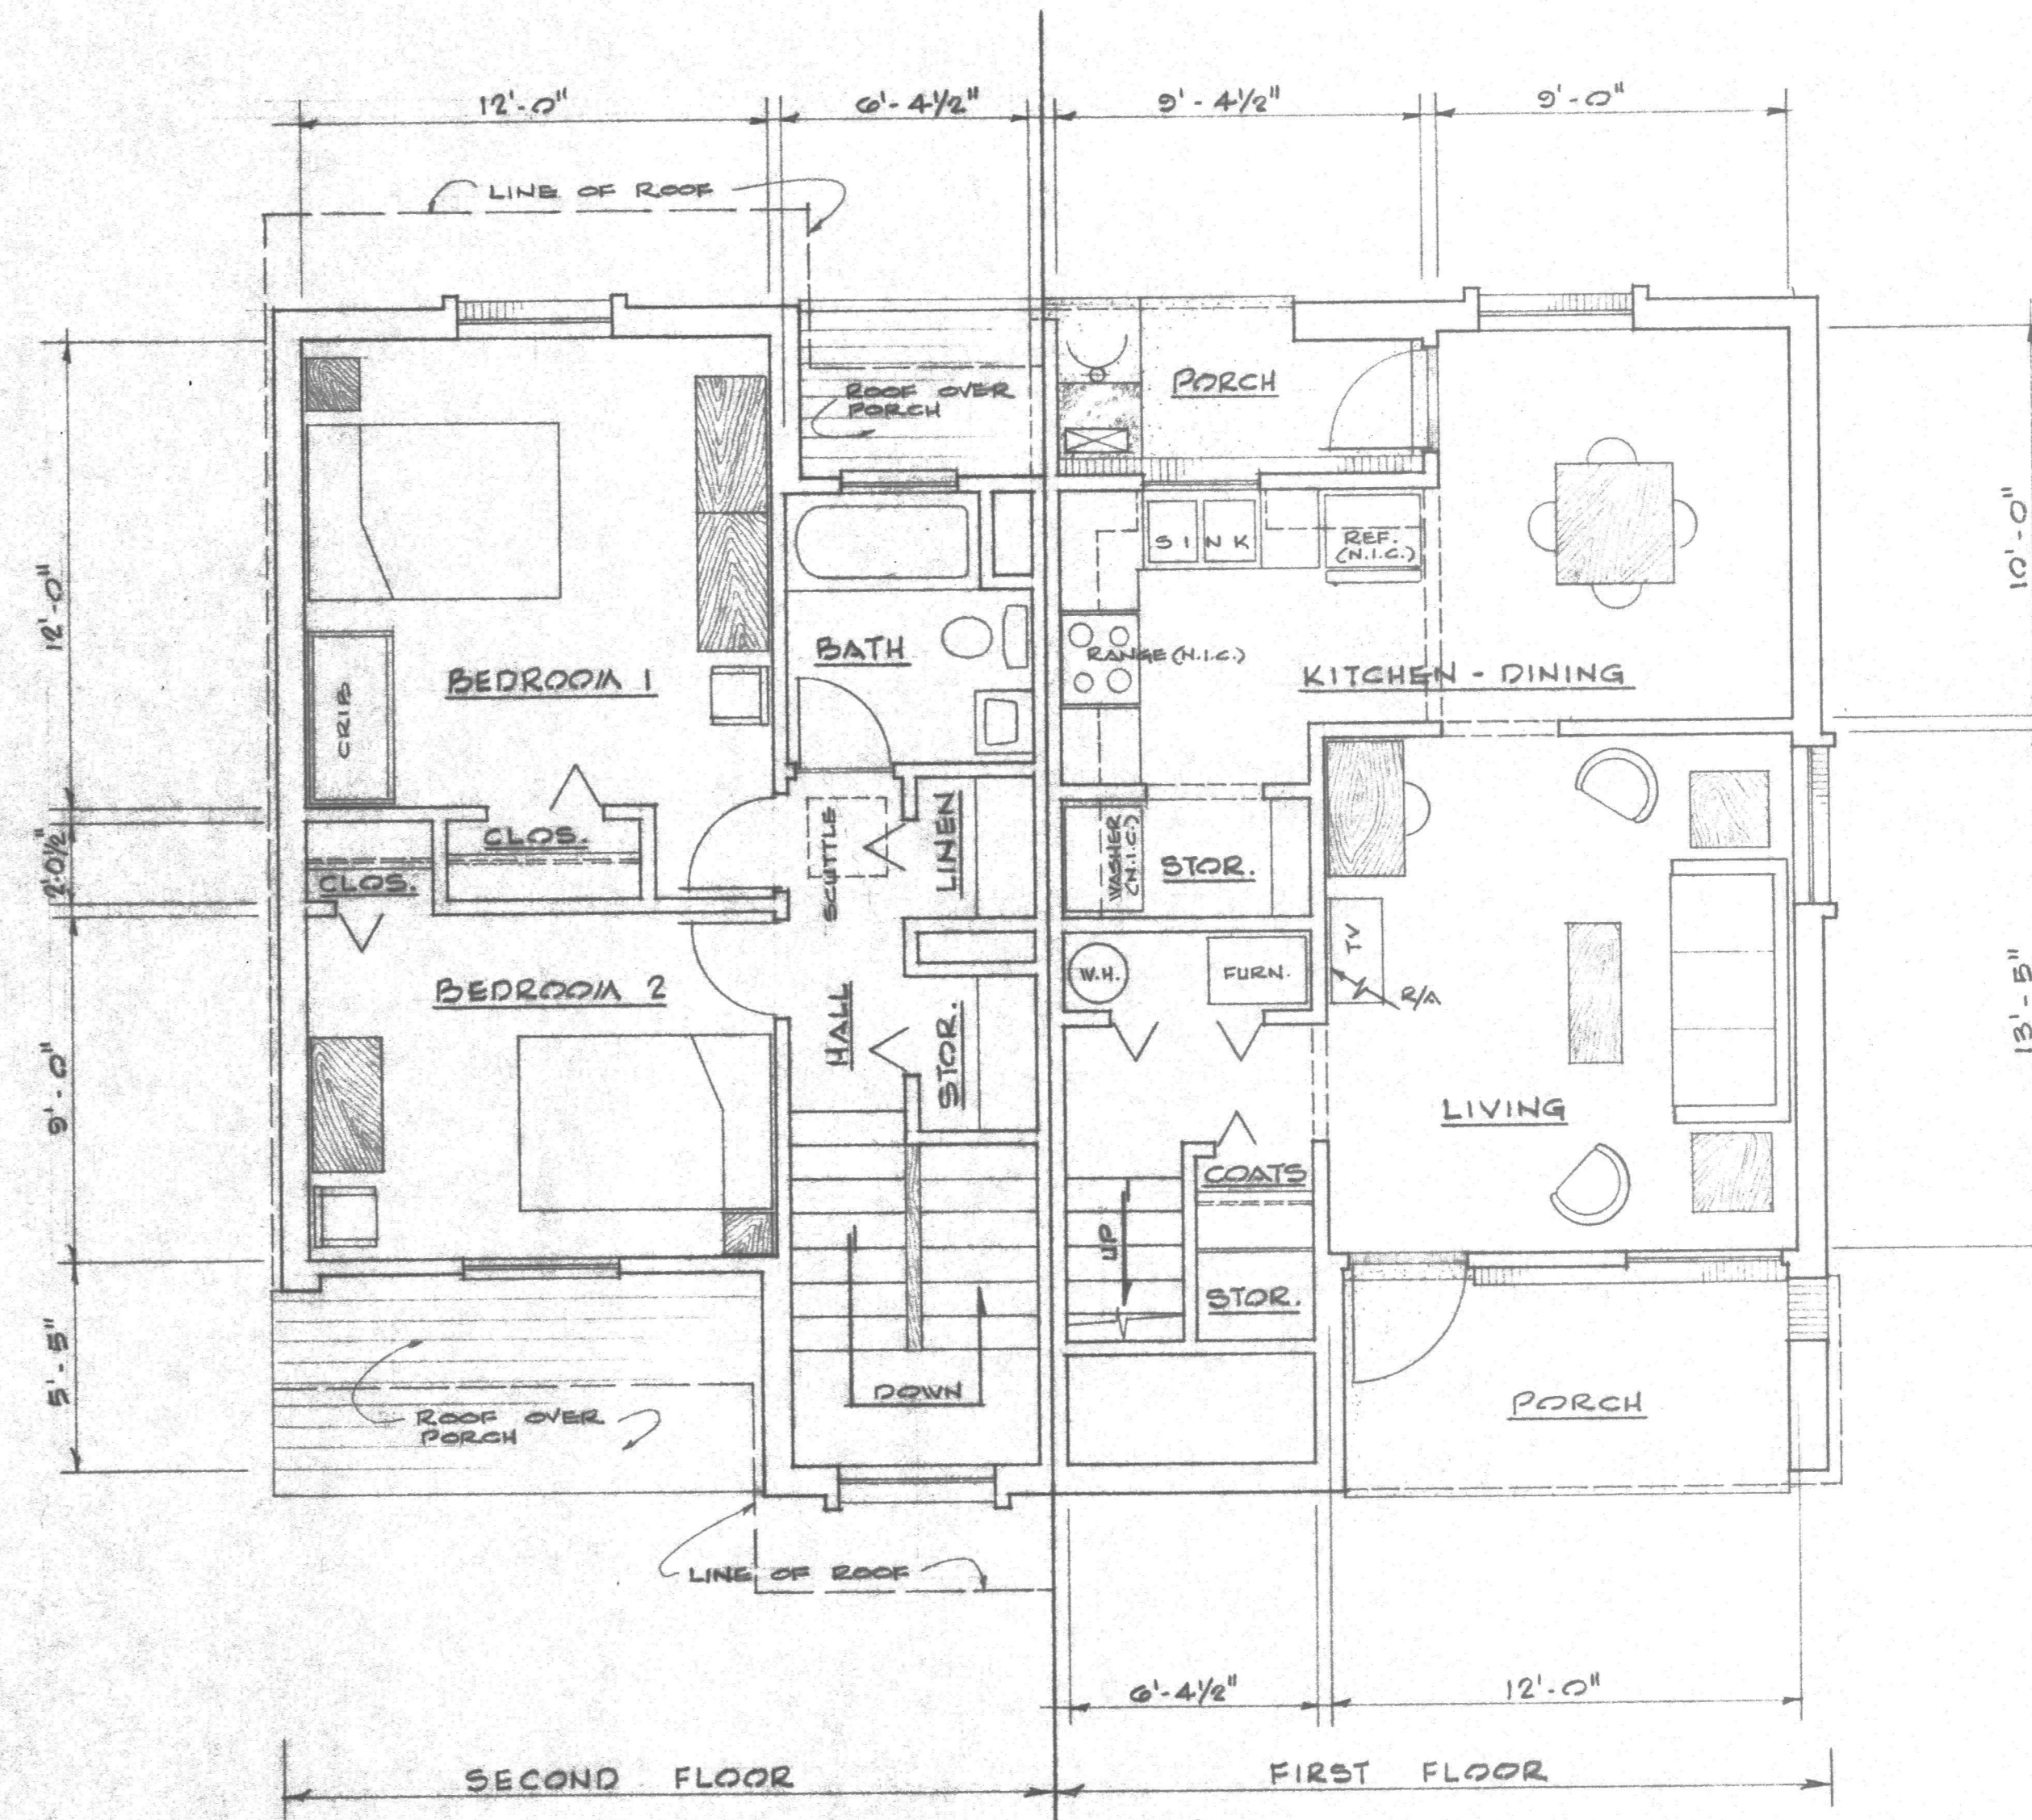 12'-0"
6'-4½"
9'-4½"
9'-0"
LINE OF ROOF
ROOF OVER
PORCH
PORCH
12'-0"
10'-0"
SINK
REF.
(N.I.C.)
BATH
RANGE (N.I.C.)
BEDROOM 1
KITCHEN - DINING
CRIB
2'-0½"
CLOS.
CLOS.
SCUTTLE
LINEN
WASHER
(N.I.C.)
STOR.
TV
R/A
W.H.
FURN.
BEDROOM 2
HALL
STOR.
13'-5"
9'-0"
LIVING
COATS
UP
STOR.
5'-5"
DOWN
ROOF OVER
PORCH
PORCH
LINE OF ROOF
6'-4½"
12'-0"
SECOND FLOOR
FIRST FLOOR